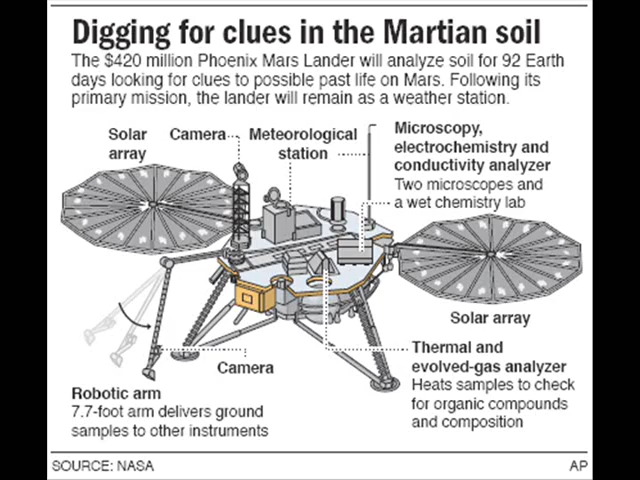 Digging for clues in the Martian soil
The $420 million Phoenix Mars Lander will analyze soil for 92 Earth
days looking for clues to possible past life on Mars. Following its
primary mission, the lander will remain as a weather station.
Solar
array
Camera
Meteorological
station
Microscopy,
electrochemistry and
conductivity analyzer
Two microscopes and
a wet chemistry lab
Solar array
Camera
Robotic arm
7.7-foot arm delivers ground
samples to other instruments
Thermal and
evolved-gas analyzer
Heats samples to check
for organic compounds
and composition
SOURCE: NASA
AP